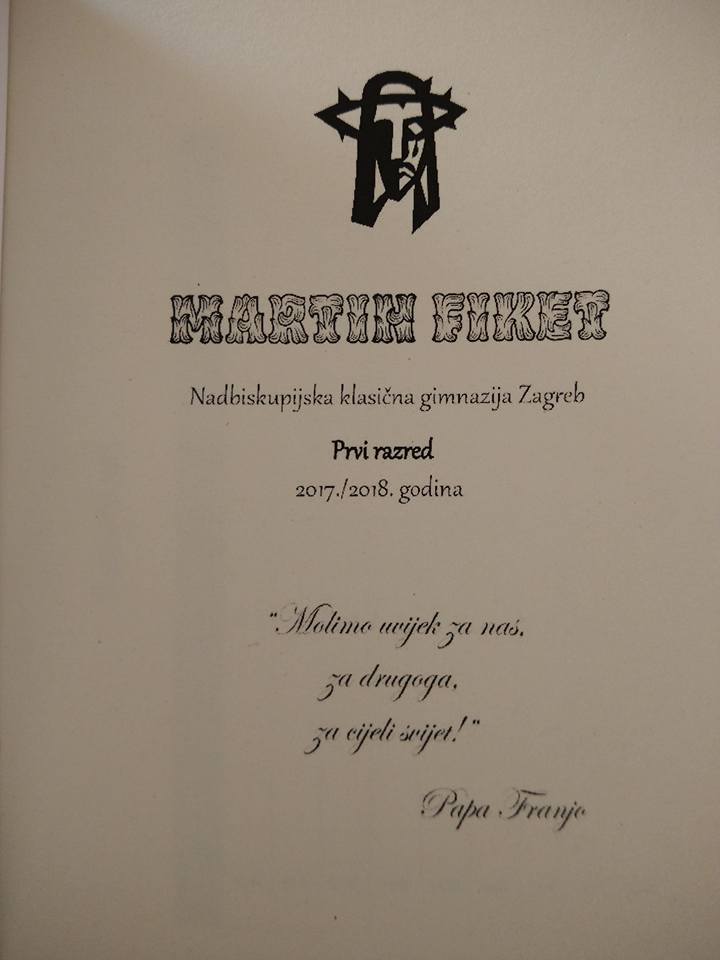 MARTIN FIKET
Nadbiskupijska klasična gimnazija Zagreb
Prvi razred
2017./2018. godina
"Molimo uvijek za nas,
za drugoga,
za cijeli svijet!"
Papa Franjo